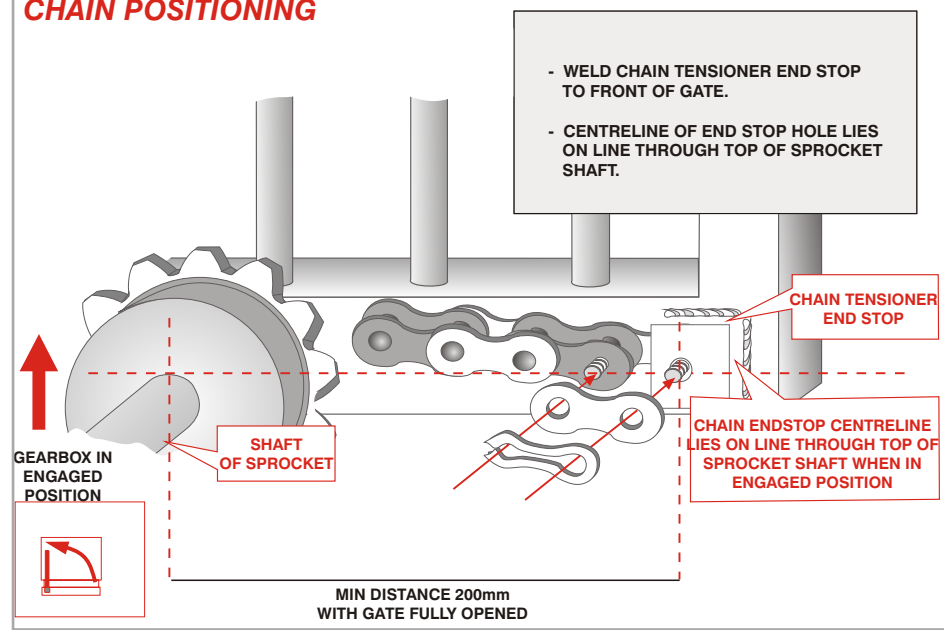 CHAIN POSITIONING
- WELD CHAIN TENSIONER END STOP
TO FRONT OF GATE.
- CENTRELINE OF END STOP HOLE LIES
ON LINE THROUGH TOP OF SPROCKET
SHAFT.
CHAIN TENSIONER
END STOP
CHAIN ENDSTOP CENTRELINE
LIES ON LINE THROUGH TOP OF
SPROCKET SHAFT WHEN IN
ENGAGED POSITION
SHAFT
OF SPROCKET
GEARBOX IN
ENGAGED
POSITION
MIN DISTANCE 200mm
WITH GATE FULLY OPENED